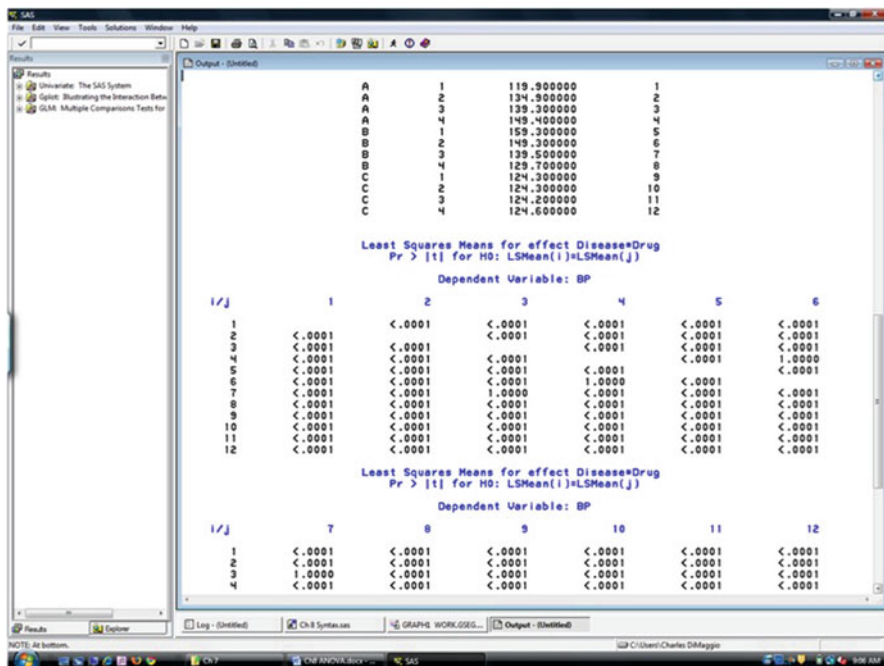 SAS
File Edit View Tools Solutions Window Help
Results
Output - (Untitled)
Results
Univariate: The SAS System
Gplot: Illustrating the Interaction Betw
GLM: Multiple Comparisons Tests for
A 1 119.900000 1
A 2 134.900000 2
A 3 139.300000 3
A 4 149.400000 4
B 1 159.300000 5
B 2 149.300000 6
B 3 139.500000 7
B 4 129.700000 8
C 1 124.300000 9
C 2 124.300000 10
C 3 124.200000 11
C 4 124.600000 12
Least Squares Means for effect Disease*Drug
Pr > |t| for H0: LSMean(i)=LSMean(j)
Dependent Variable: BP
i/j 1 2 3 4 5 6
1 <.0001 <.0001 <.0001 <.0001 <.0001
2 <.0001 <.0001 <.0001 <.0001 <.0001
3 <.0001 <.0001 <.0001 <.0001 <.0001
4 <.0001 <.0001 <.0001 <.0001 1.0000
5 <.0001 <.0001 <.0001 <.0001 <.0001
6 <.0001 <.0001 <.0001 1.0000 <.0001
7 <.0001 <.0001 1.0000 <.0001 <.0001 <.0001
8 <.0001 <.0001 <.0001 <.0001 <.0001 <.0001
9 <.0001 <.0001 <.0001 <.0001 <.0001 <.0001
10 <.0001 <.0001 <.0001 <.0001 <.0001 <.0001
11 <.0001 <.0001 <.0001 <.0001 <.0001 <.0001
12 <.0001 <.0001 <.0001 <.0001 <.0001 <.0001
Least Squares Means for effect Disease*Drug
Pr > |t| for H0: LSMean(i)=LSMean(j)
Dependent Variable: BP
i/j 7 8 9 10 11 12
1 <.0001 <.0001 <.0001 <.0001 <.0001 <.0001
2 <.0001 <.0001 <.0001 <.0001 <.0001 <.0001
3 1.0000 <.0001 <.0001 <.0001 <.0001 <.0001
4 <.0001 <.0001 <.0001 <.0001 <.0001 <.0001
Results Explorer
Log - (Untitled) Ch 8 Syntax.sas GRAPH1 WORK.GSEG.... Output - (Untitled)
NOTE: At bottom. C:\Users\Charles DiMaggio
Ch 7 Ch8 ANOVA.docx -... SAS 9:06 AM